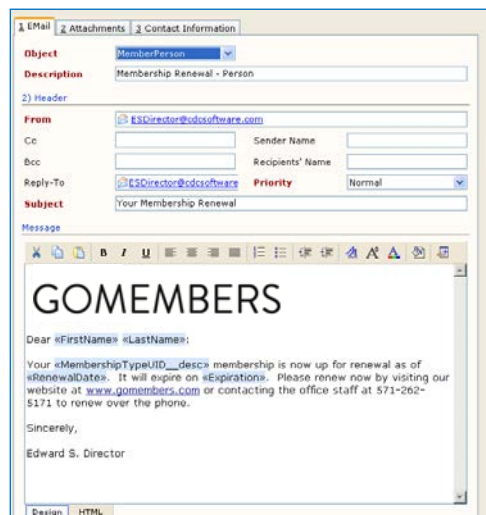 1 EMail 2 Attachments 3 Contact Information
Object MemberPerson
Description Membership Renewal - Person
2) Header
From ESDirector@cdcsoftware.com
Cc Sender Name
Bcc Recipients' Name
Reply-To ESDirector@cdcsoftware Priority Normal
Subject Your Membership Renewal
Message
B I U
GOMEMBERS
Dear «FirstName» «LastName»:
Your «MembershipTypeUID__desc» membership is now up for renewal as of
«RenewalDate». It will expire on «Expiration». Please renew now by visiting our
website at www.gomembers.com or contacting the office staff at 571-262-
5171 to renew over the phone.
Sincerely,
Edward S. Director
Design HTML